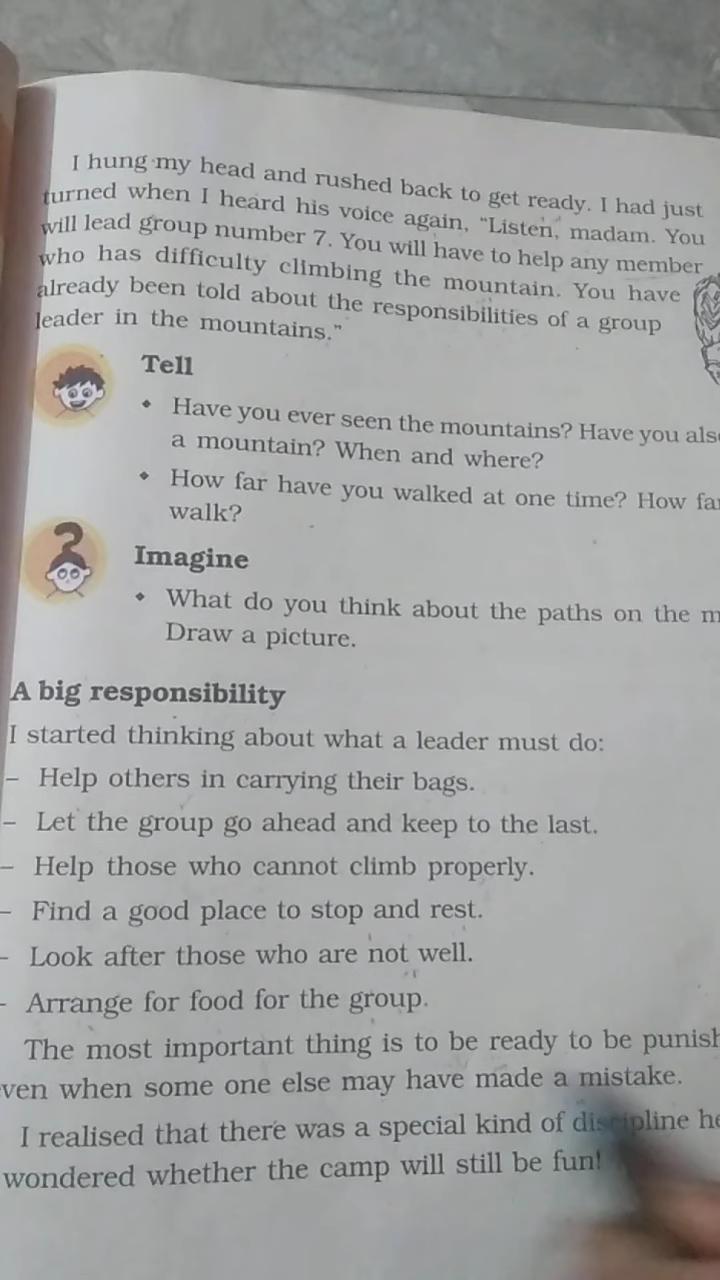 I hung my head and rushed back to get ready. I had just
turned when I heard his voice again, “Listen, madam. You
will lead group number 7. You will have to help any member
who has difficulty climbing the mountain. You have
already been told about the responsibilities of a group
leader in the mountains.”
Tell
◆ Have you ever seen the mountains? Have you als
a mountain? When and where?
◆ How far have you walked at one time? How fa
walk?
Imagine
◆ What do you think about the paths on the m
Draw a picture.
A big responsibility
I started thinking about what a leader must do:
– Help others in carrying their bags.
– Let the group go ahead and keep to the last.
– Help those who cannot climb properly.
– Find a good place to stop and rest.
– Look after those who are not well.
- Arrange for food for the group.
The most important thing is to be ready to be punish
ven when some one else may have made a mistake.
I realised that there was a special kind of discipline he
wondered whether the camp will still be fun!